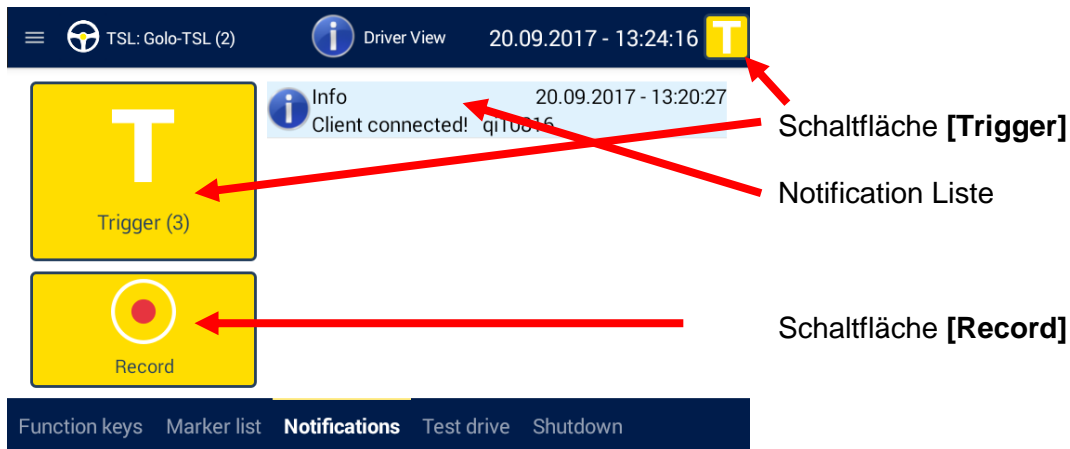 TSL: Golo-TSL (2)
Driver View
20.09.2017 - 13:24:16
T
T
Trigger (3)
Info
20.09.2017 - 13:20:27
Client connected! qi10816
Schaltfläche [Trigger]
Notification Liste
Record
Schaltfläche [Record]
Function keys
Marker list
Notifications
Test drive
Shutdown